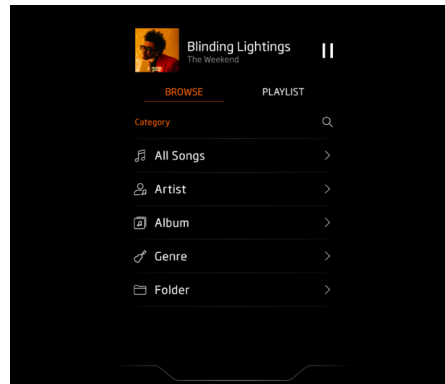 Blinding Lightings
The Weekend
BROWSE PLAYLIST
Category
All Songs
Artist
Album
Genre
Folder